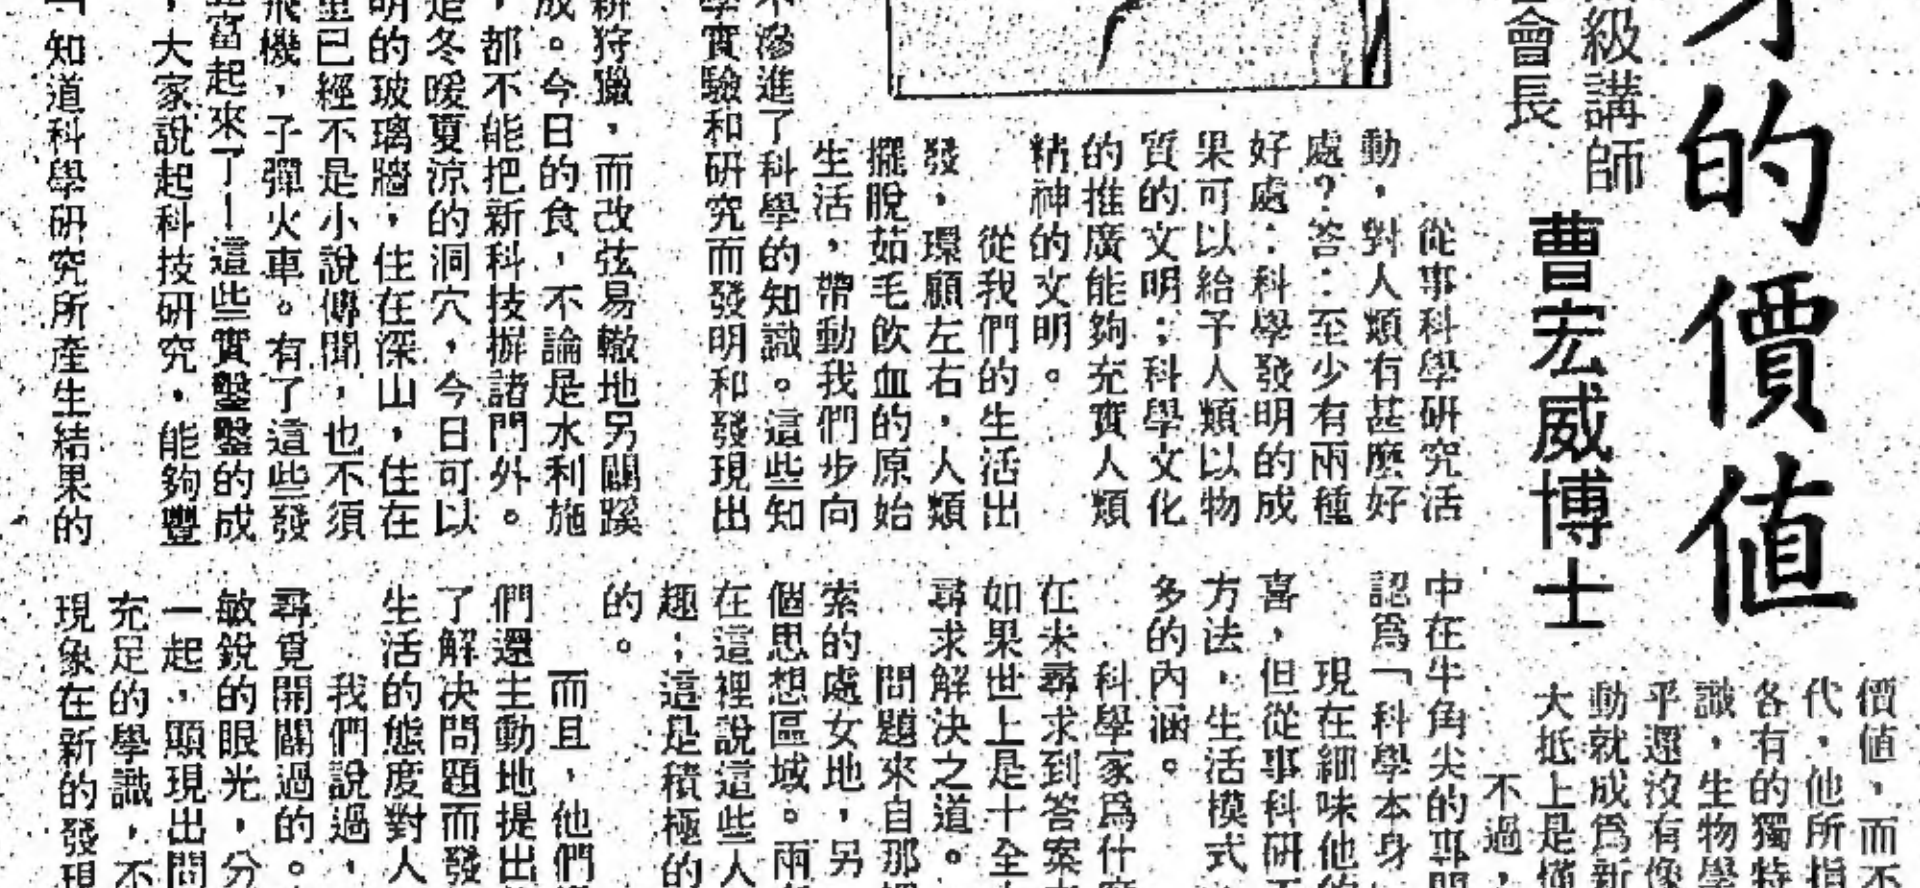 的價値
級講師
會長
曹宏威博士
從事科學研究活
動，對人類有甚麼好
處？答：至少有兩種
好處：科學發明的成
果可以給予人類以物
質的文明；科學文化
的推廣能夠充實人類
精神的文明。
從我們的生活出
發，環顧左右，人類
擺脫茹毛飲血的原始
生活，帶動我們步向
不滲進了科學的知識。這些知
學實驗和研究而發明和發現出
耕狩獵，而改弦易轍地另闢蹊
成。今日的食，不論是水利施
，都不能把新科技摒諸門外。
是冬暖夏涼的洞穴，今日可以
明的玻璃牆，住在深山，住在
里已經不是小說傳聞，也不須
飛機，子彈火車。有了這些發
富起來了！這些實鑿鑿的成
，大家說起科技研究，能夠豐
「知道科學研究所產生結果的
價値，而不
代，他所指
各有的獨特
識，生物學
乎還沒有像
動就成爲新
大抵上是
不過，
中在牛角尖的
認爲「科學本身
現在細味他的
喜，但從事科研
方法，生活模式
多的內涵。
科學家爲什
在未尋求到答案
如果世上是十全
尋求解決之道。
問題來自那
索的處女地，另
個思想區域。兩
在這裡說這些人
趣；這是積極的
的。
而且，他們
們還主動地提出
了解決問題而發
生活的態度對人
我們說過，
尋覓開闢過的。
敏銳的眼光，分
一起，顯現出問
充足的學識，不
現象在新的發現